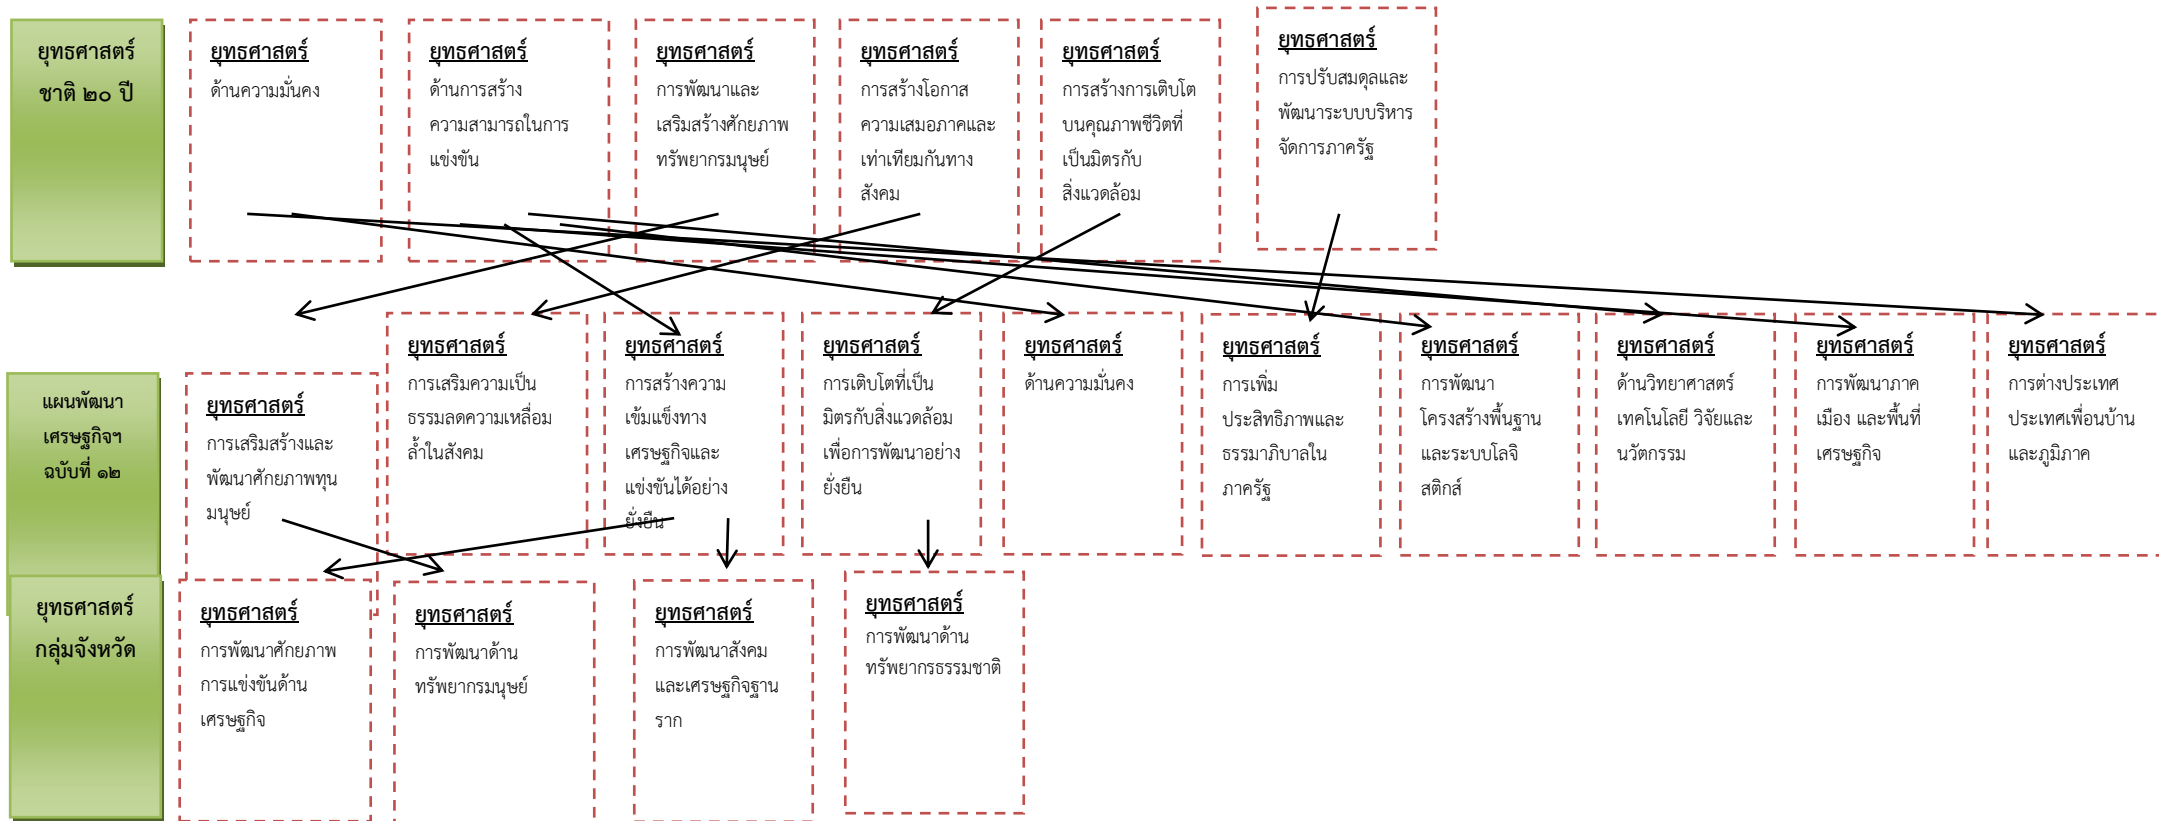 ยุทธศาสตร์
ชาติ ๒๐ ปี
ยุทธศาสตร์
ด้านความมั่นคง
ยุทธศาสตร์
ด้านการสร้าง
ความสามารถในการ
แข่งขัน
ยุทธศาสตร์
การพัฒนาและ
เสริมสร้างศักยภาพ
ทรัพยากรมนุษย์
ยุทธศาสตร์
การสร้างโอกาส
ความเสมอภาคและ
เท่าเทียมกันทาง
สังคม
ยุทธศาสตร์
การสร้างการเติบโต
บนคุณภาพชีวิตที่
เป็นมิตรกับ
สิ่งแวดล้อม
ยุทธศาสตร์
การปรับสมดุลและ
พัฒนาระบบบริหาร
จัดการภาครัฐ
แผนพัฒนา
เศรษฐกิจฯ
ฉบับที่ ๑๒
ยุทธศาสตร์
การเสริมสร้างและ
พัฒนาศักยภาพทุน
มนุษย์
ยุทธศาสตร์
การเสริมความเป็น
ธรรมลดความเหลื่อม
ล้ำในสังคม
ยุทธศาสตร์
การสร้างความ
เข้มแข็งทาง
เศรษฐกิจและ
แข่งขันได้อย่าง
ยั่งยืน
ยุทธศาสตร์
การเติบโตที่เป็น
มิตรกับสิ่งแวดล้อม
เพื่อการพัฒนาอย่าง
ยั่งยืน
ยุทธศาสตร์
ด้านความมั่นคง
ยุทธศาสตร์
การเพิ่ม
ประสิทธิภาพและ
ธรรมาภิบาลใน
ภาครัฐ
ยุทธศาสตร์
การพัฒนา
โครงสร้างพื้นฐาน
และระบบโลจิ
สติกส์
ยุทธศาสตร์
ด้านวิทยาศาสตร์
เทคโนโลยี วิจัยและ
นวัตกรรม
ยุทธศาสตร์
การพัฒนาภาค
เมือง และพื้นที่
เศรษฐกิจ
ยุทธศาสตร์
การต่างประเทศ
ประเทศเพื่อนบ้าน
และภูมิภาค
ยุทธศาสตร์
กลุ่มจังหวัด
ยุทธศาสตร์
การพัฒนาศักยภาพ
การแข่งขันด้าน
เศรษฐกิจ
ยุทธศาสตร์
การพัฒนาด้าน
ทรัพยากรมนุษย์
ยุทธศาสตร์
การพัฒนาสังคม
และเศรษฐกิจฐาน
ราก
ยุทธศาสตร์
การพัฒนาด้าน
ทรัพยากรธรรมชาติ